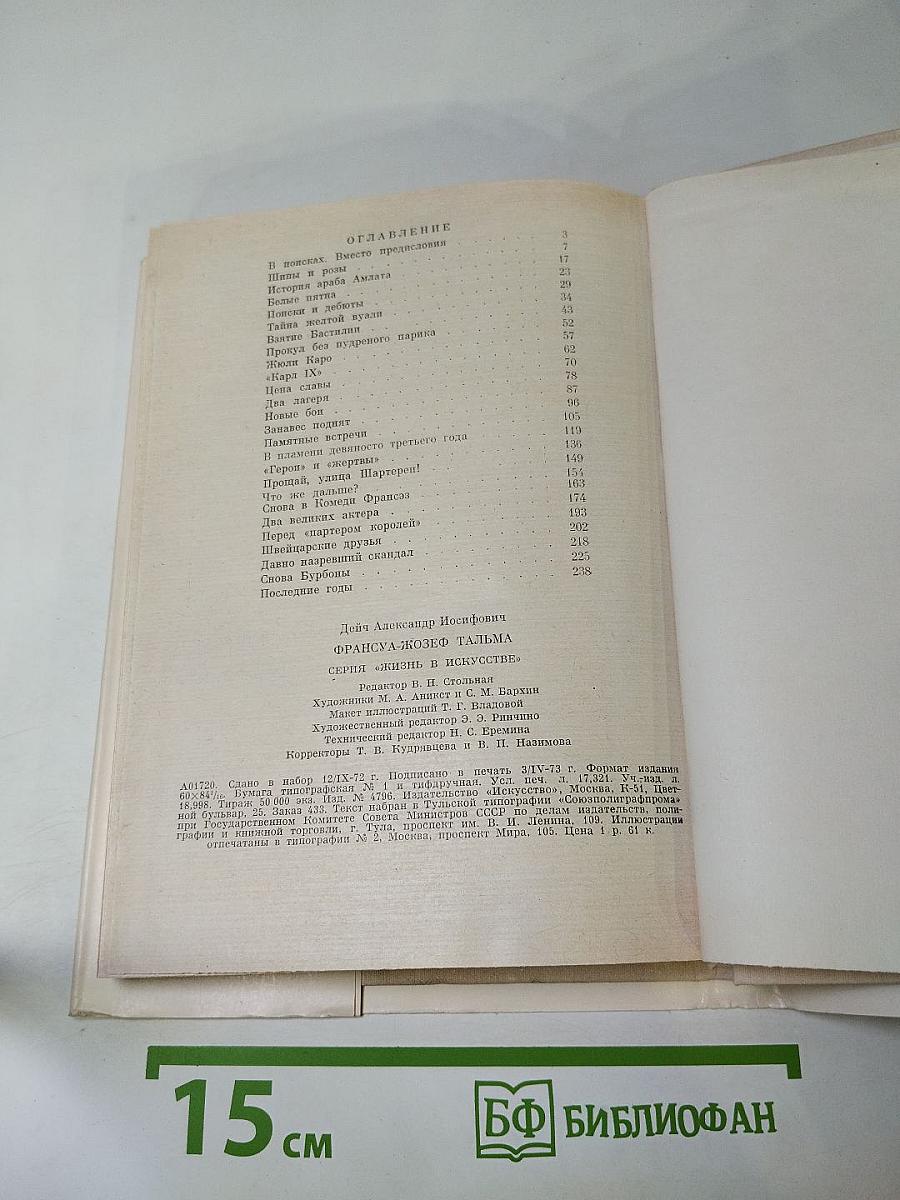 ОГЛАВЛЕНИЕ
В поисках. Вместо предисловия 3
Шипы и розы 7
История араба Амлата 17
Белые пятна 23
Поиски и дебюты 29
Тайна желтой вуали 34
Взятие Бастилии 43
Прокул без пудреного парика 52
Жюли Каро 57
«Карл IX» 62
Цена славы 70
Два лагеря 78
Новые бои 87
Занавес поднят 96
Памятные встречи 105
В пламени девяносто третьего года 119
«Герои» и «жертвы» 136
Прощай, улица Шартерен! 149
Что же дальше? 154
Снова в Комеди Франсэз 163
Два великих актера 174
Перед «партером королей» 193
Швейцарские друзья 202
Давно назревший скандал 218
Снова Бурбоны 225
Последние годы 238
Дейч Александр Иосифович
ФРАНСУА-ЖОЗЕФ ТАЛЬМА
СЕРИЯ «ЖИЗНЬ В ИСКУССТВЕ»
Редактор В. П. Стольная
Художники М. А. Аникст и С. М. Бархин
Макет иллюстраций Т. Г. Владовой
Художественный редактор Э. Э. Ринчино
Технический редактор Н. С. Еремина
Корректоры Т. В. Кудрявцева и В. П. Назимова
А01720. Сдано в набор 12/IX-72 г. Подписано в печать 3/IV-73 г. Формат издания
60×84¹/₁₆. Бумага типографская № 1 и тифдручная. Усл. печ. л. 17,321. Уч.-изд. л.
18,998. Тираж 50 000 экз. Изд. № 4796. Издательство «Искусство», Москва, К-51, Цвет-
ной бульвар, 25. Заказ 433. Текст набран в Тульской типографии «Союзполиграфпрома»
при Государственном Комитете Совета Министров СССР по делам издательств, поли-
графии и книжной торговли, г. Тула, проспект им. В. И. Ленина, 109. Иллюстрации
отпечатаны в типографии № 2, Москва, проспект Мира, 105. Цена 1 р. 61 к.
15 см
БФ БИБЛИОФАН